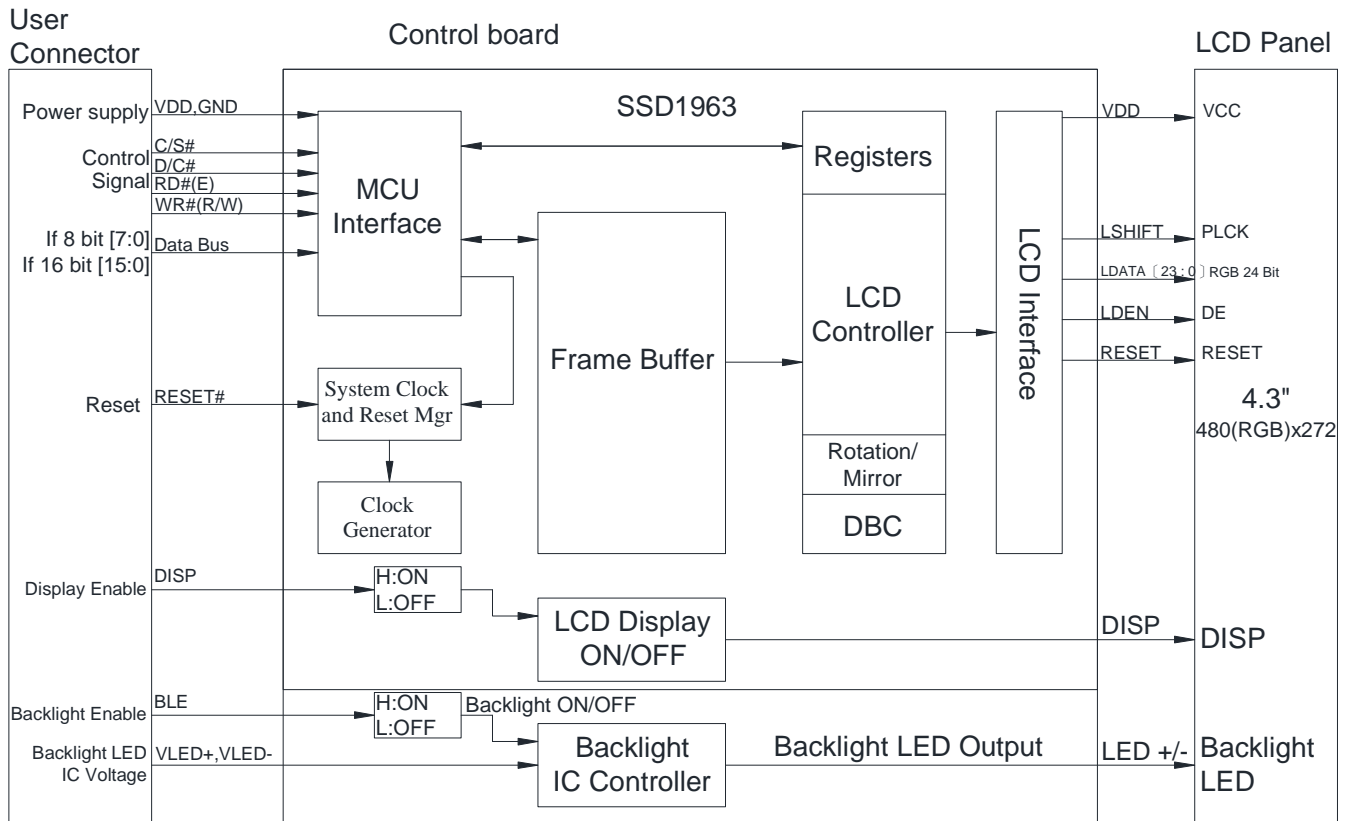 User
Connector
Control board
LCD Panel
Power supply
VDD,GND
Control
Signal
C/S#
D/C#
RD#(E)
WR#(R/W)
If 8 bit [7:0]
If 16 bit [15:0]
Data Bus
Reset
RESET#
Display Enable
DISP
Backlight Enable
BLE
Backlight LED
IC Voltage
VLED+,VLED-
SSD1963
MCU
Interface
System Clock
and Reset Mgr
Clock
Generator
Frame Buffer
Registers
LCD
Controller
Rotation/
Mirror
DBC
LCD Interface
H:ON
L:OFF
LCD Display
ON/OFF
H:ON
L:OFF
Backlight ON/OFF
Backlight
IC Controller
Backlight LED Output
VDD
VCC
LSHIFT
PLCK
LDATA〔23:0〕RGB 24 Bit
LDEN
DE
RESET
RESET
4.3"
480(RGB)x272
DISP
DISP
LED +/-
Backlight
LED